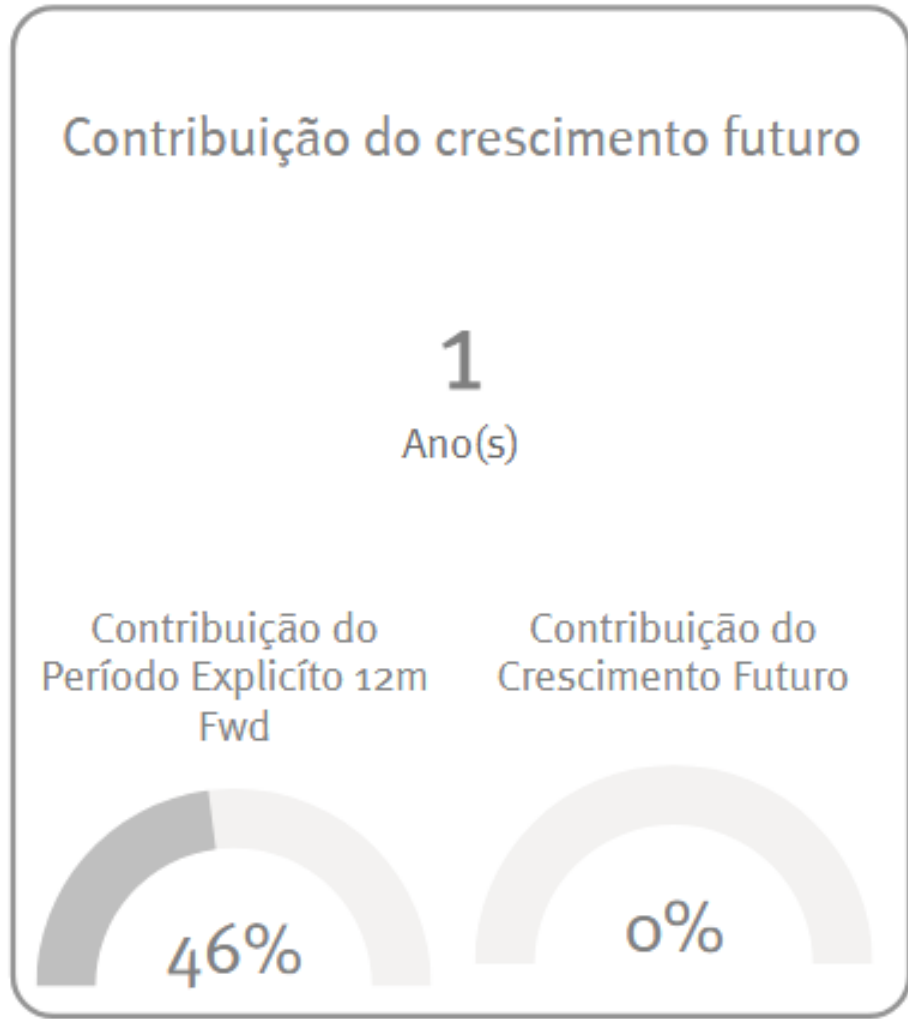 Contribuição do crescimento futuro
1
Ano(s)
Contribuição do
Período Explicíto 12m
Fwd
46%
Contribuição do
Crescimento Futuro
0%